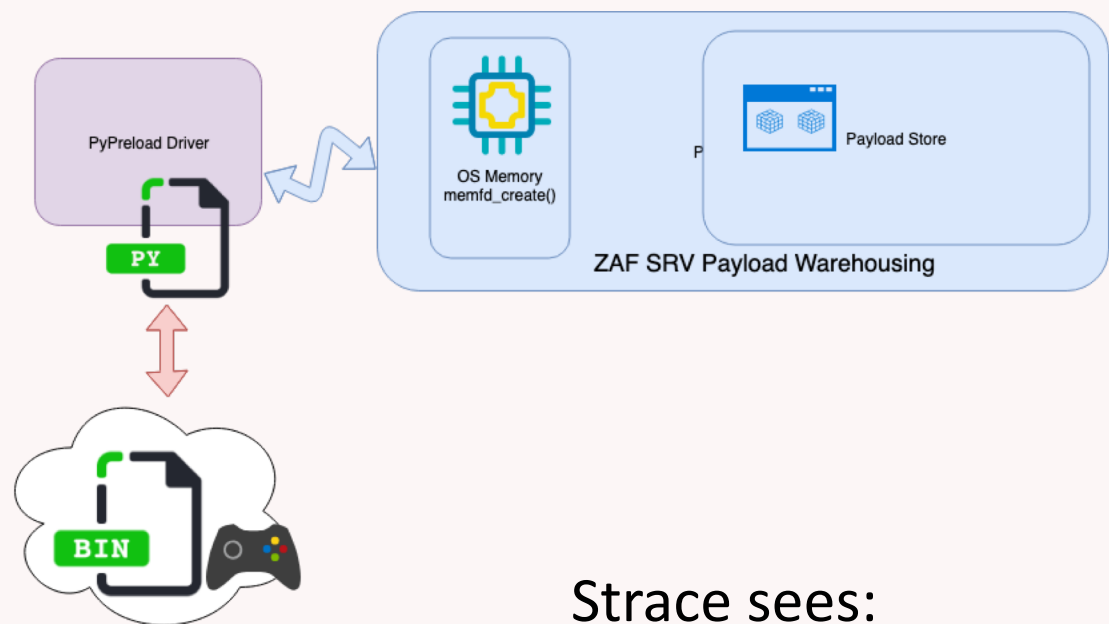 PyPreload Driver
PY
OS Memory
memfd_create()
P
Payload Store
ZAF SRV Payload Warehousing
BIN
Strace sees: